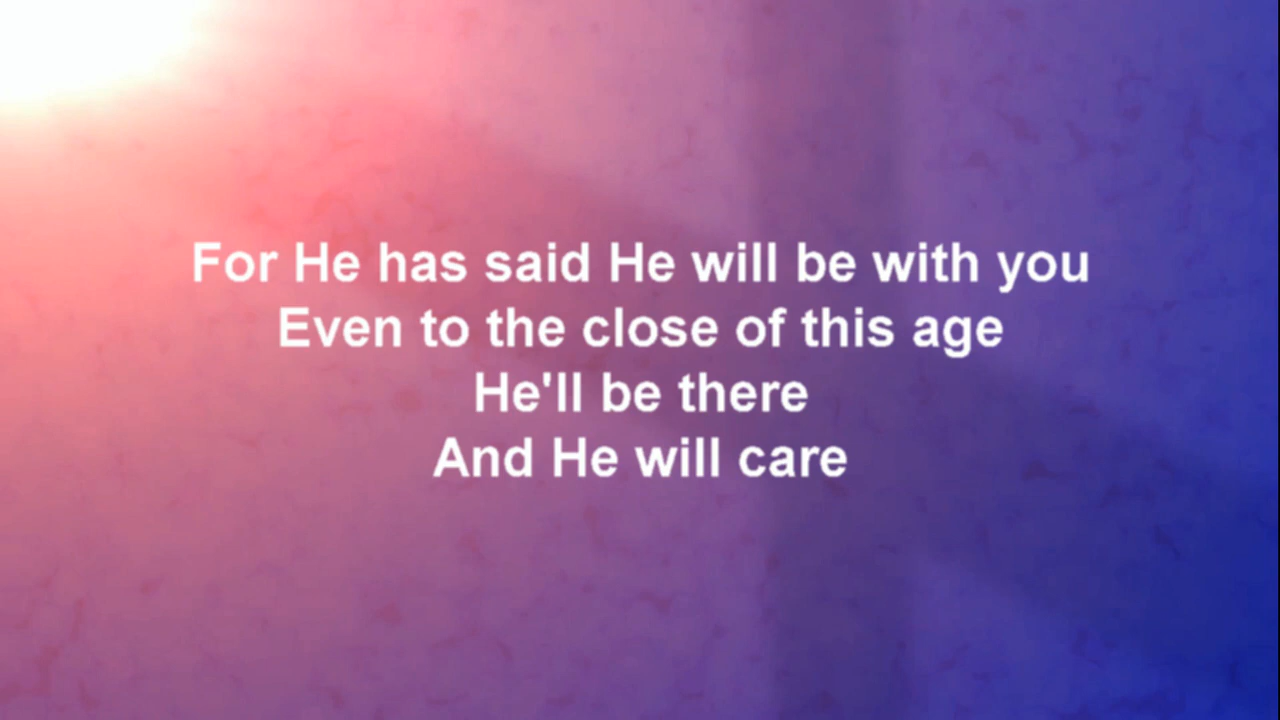 For He has said He will be with you
Even to the close of this age
He'll be there
And He will care